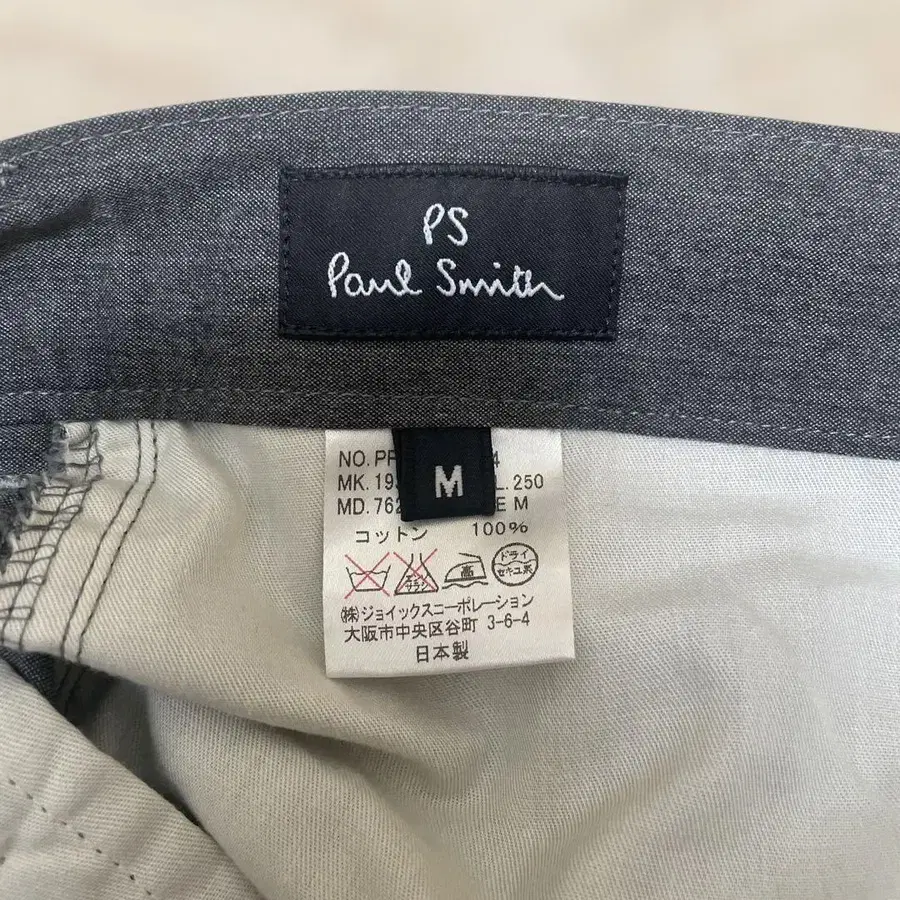 PS
Paul Smith
M
NO. PF 4
MK. 19 L. 250
MD. 762 E M
コットン 100%
高
ドライ
セキユ系
㈱ジョイックスコーポレーション
大阪市中央区谷町 3-6-4
日本製